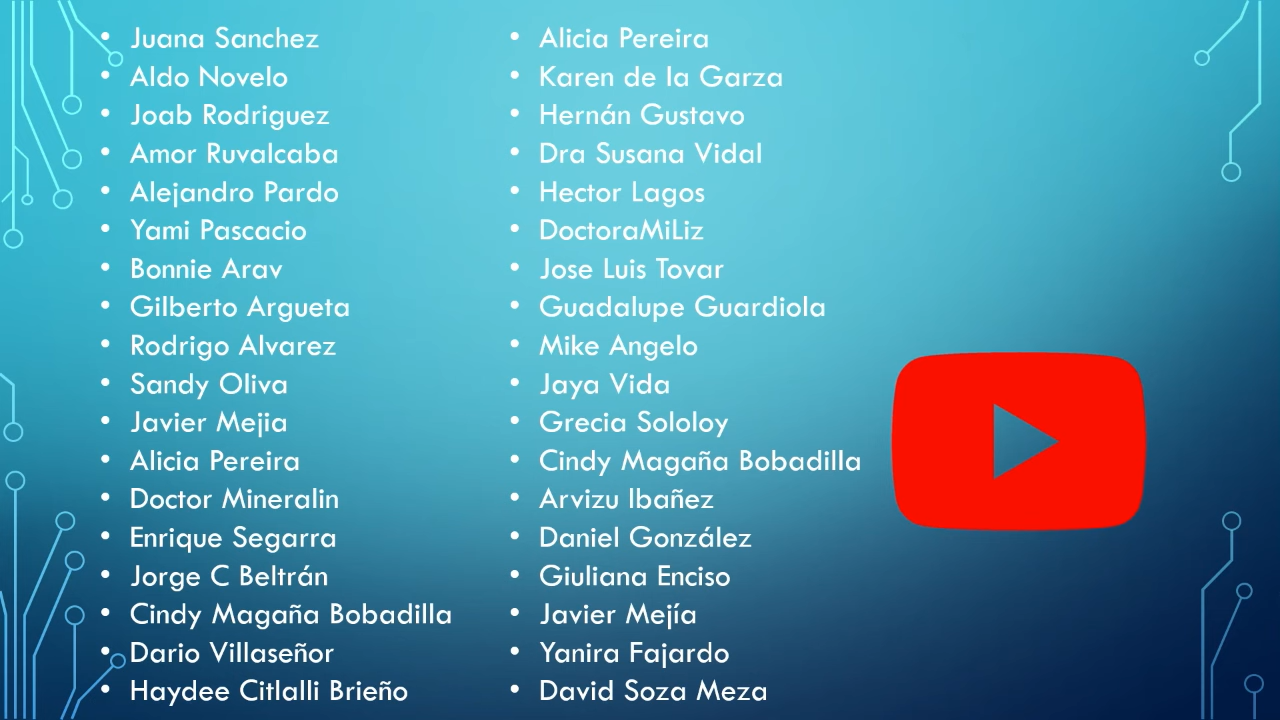 • Juana Sanchez
• Aldo Novelo
• Joab Rodriguez
• Amor Ruvalcaba
• Alejandro Pardo
• Yami Pascacio
• Bonnie Arav
• Gilberto Argueta
• Rodrigo Alvarez
• Sandy Oliva
• Javier Mejia
• Alicia Pereira
• Doctor Mineralin
• Enrique Segarra
• Jorge C Beltrán
• Cindy Magaña Bobadilla
• Dario Villaseñor
• Haydee Citlalli Brieño
• Alicia Pereira
• Karen de la Garza
• Hernán Gustavo
• Dra Susana Vidal
• Hector Lagos
• DoctoraMiLiz
• Jose Luis Tovar
• Guadalupe Guardiola
• Mike Angelo
• Jaya Vida
• Grecia Sololoy
• Cindy Magaña Bobadilla
• Arvizu Ibañez
• Daniel González
• Giuliana Enciso
• Javier Mejía
• Yanira Fajardo
• David Soza Meza